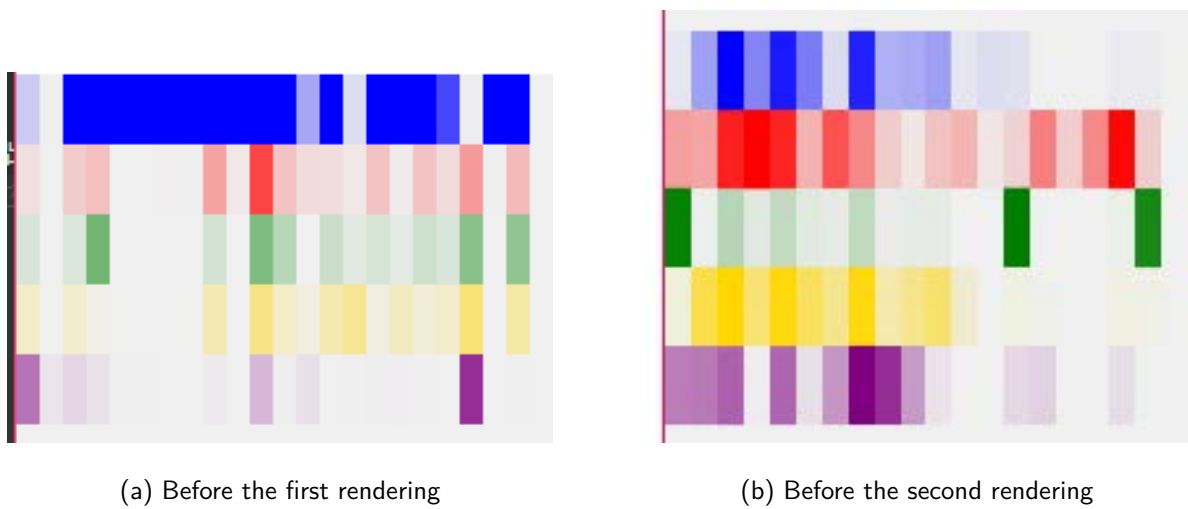 (a) Before the first rendering
(b) Before the second rendering